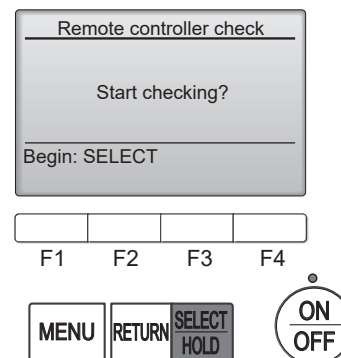 Remote controller check
Start checking?
Begin: SELECT
F1 F2 F3 F4
MENU RETURN SELECT
HOLD
ON
OFF